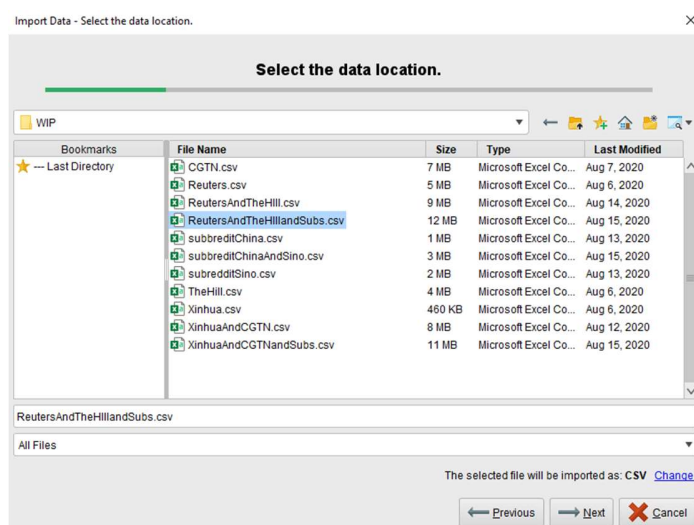 Import Data - Select the data location.
Select the data location.
WIP
Bookmarks File Name Size Type Last Modified
--- Last Directory CGTN.csv 7 MB Microsoft Excel Co... Aug 7, 2020
Reuters.csv 5 MB Microsoft Excel Co... Aug 6, 2020
ReutersAndTheHIll.csv 9 MB Microsoft Excel Co... Aug 14, 2020
ReutersAndTheHIllandSubs.csv 12 MB Microsoft Excel Co... Aug 15, 2020
subbreditChina.csv 1 MB Microsoft Excel Co... Aug 13, 2020
subbreditChinaAndSino.csv 3 MB Microsoft Excel Co... Aug 15, 2020
subredditSino.csv 2 MB Microsoft Excel Co... Aug 13, 2020
TheHill.csv 4 MB Microsoft Excel Co... Aug 6, 2020
Xinhua.csv 460 KB Microsoft Excel Co... Aug 6, 2020
XinhuaAndCGTN.csv 8 MB Microsoft Excel Co... Aug 12, 2020
XinhuaAndCGTNandSubs.csv 11 MB Microsoft Excel Co... Aug 15, 2020
ReutersAndTheHIllandSubs.csv
All Files
The selected file will be imported as: CSV Change
Previous Next Cancel